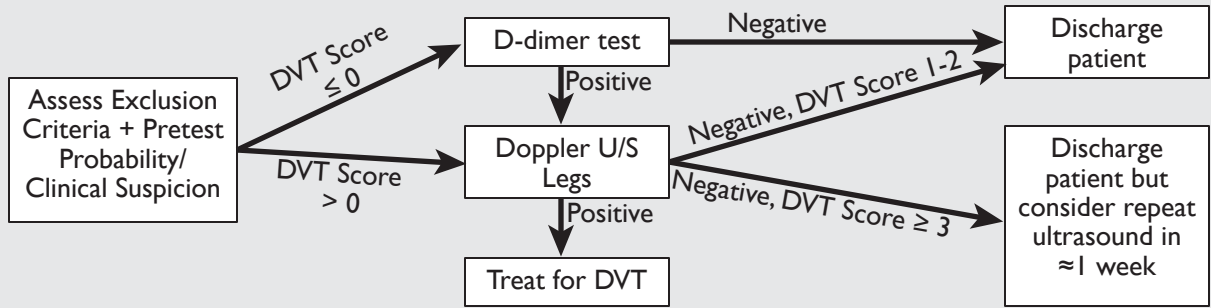 Assess Exclusion
Criteria + Pretest
Probability/
Clinical Suspicion
DVT Score
≤ 0
DVT Score
> 0
D-dimer test
Positive
Doppler U/S
Legs
Positive
Treat for DVT
Negative
Negative, DVT Score 1-2
Negative, DVT Score ≥ 3
Discharge
patient
Discharge
patient but
consider repeat
ultrasound in
≈1 week